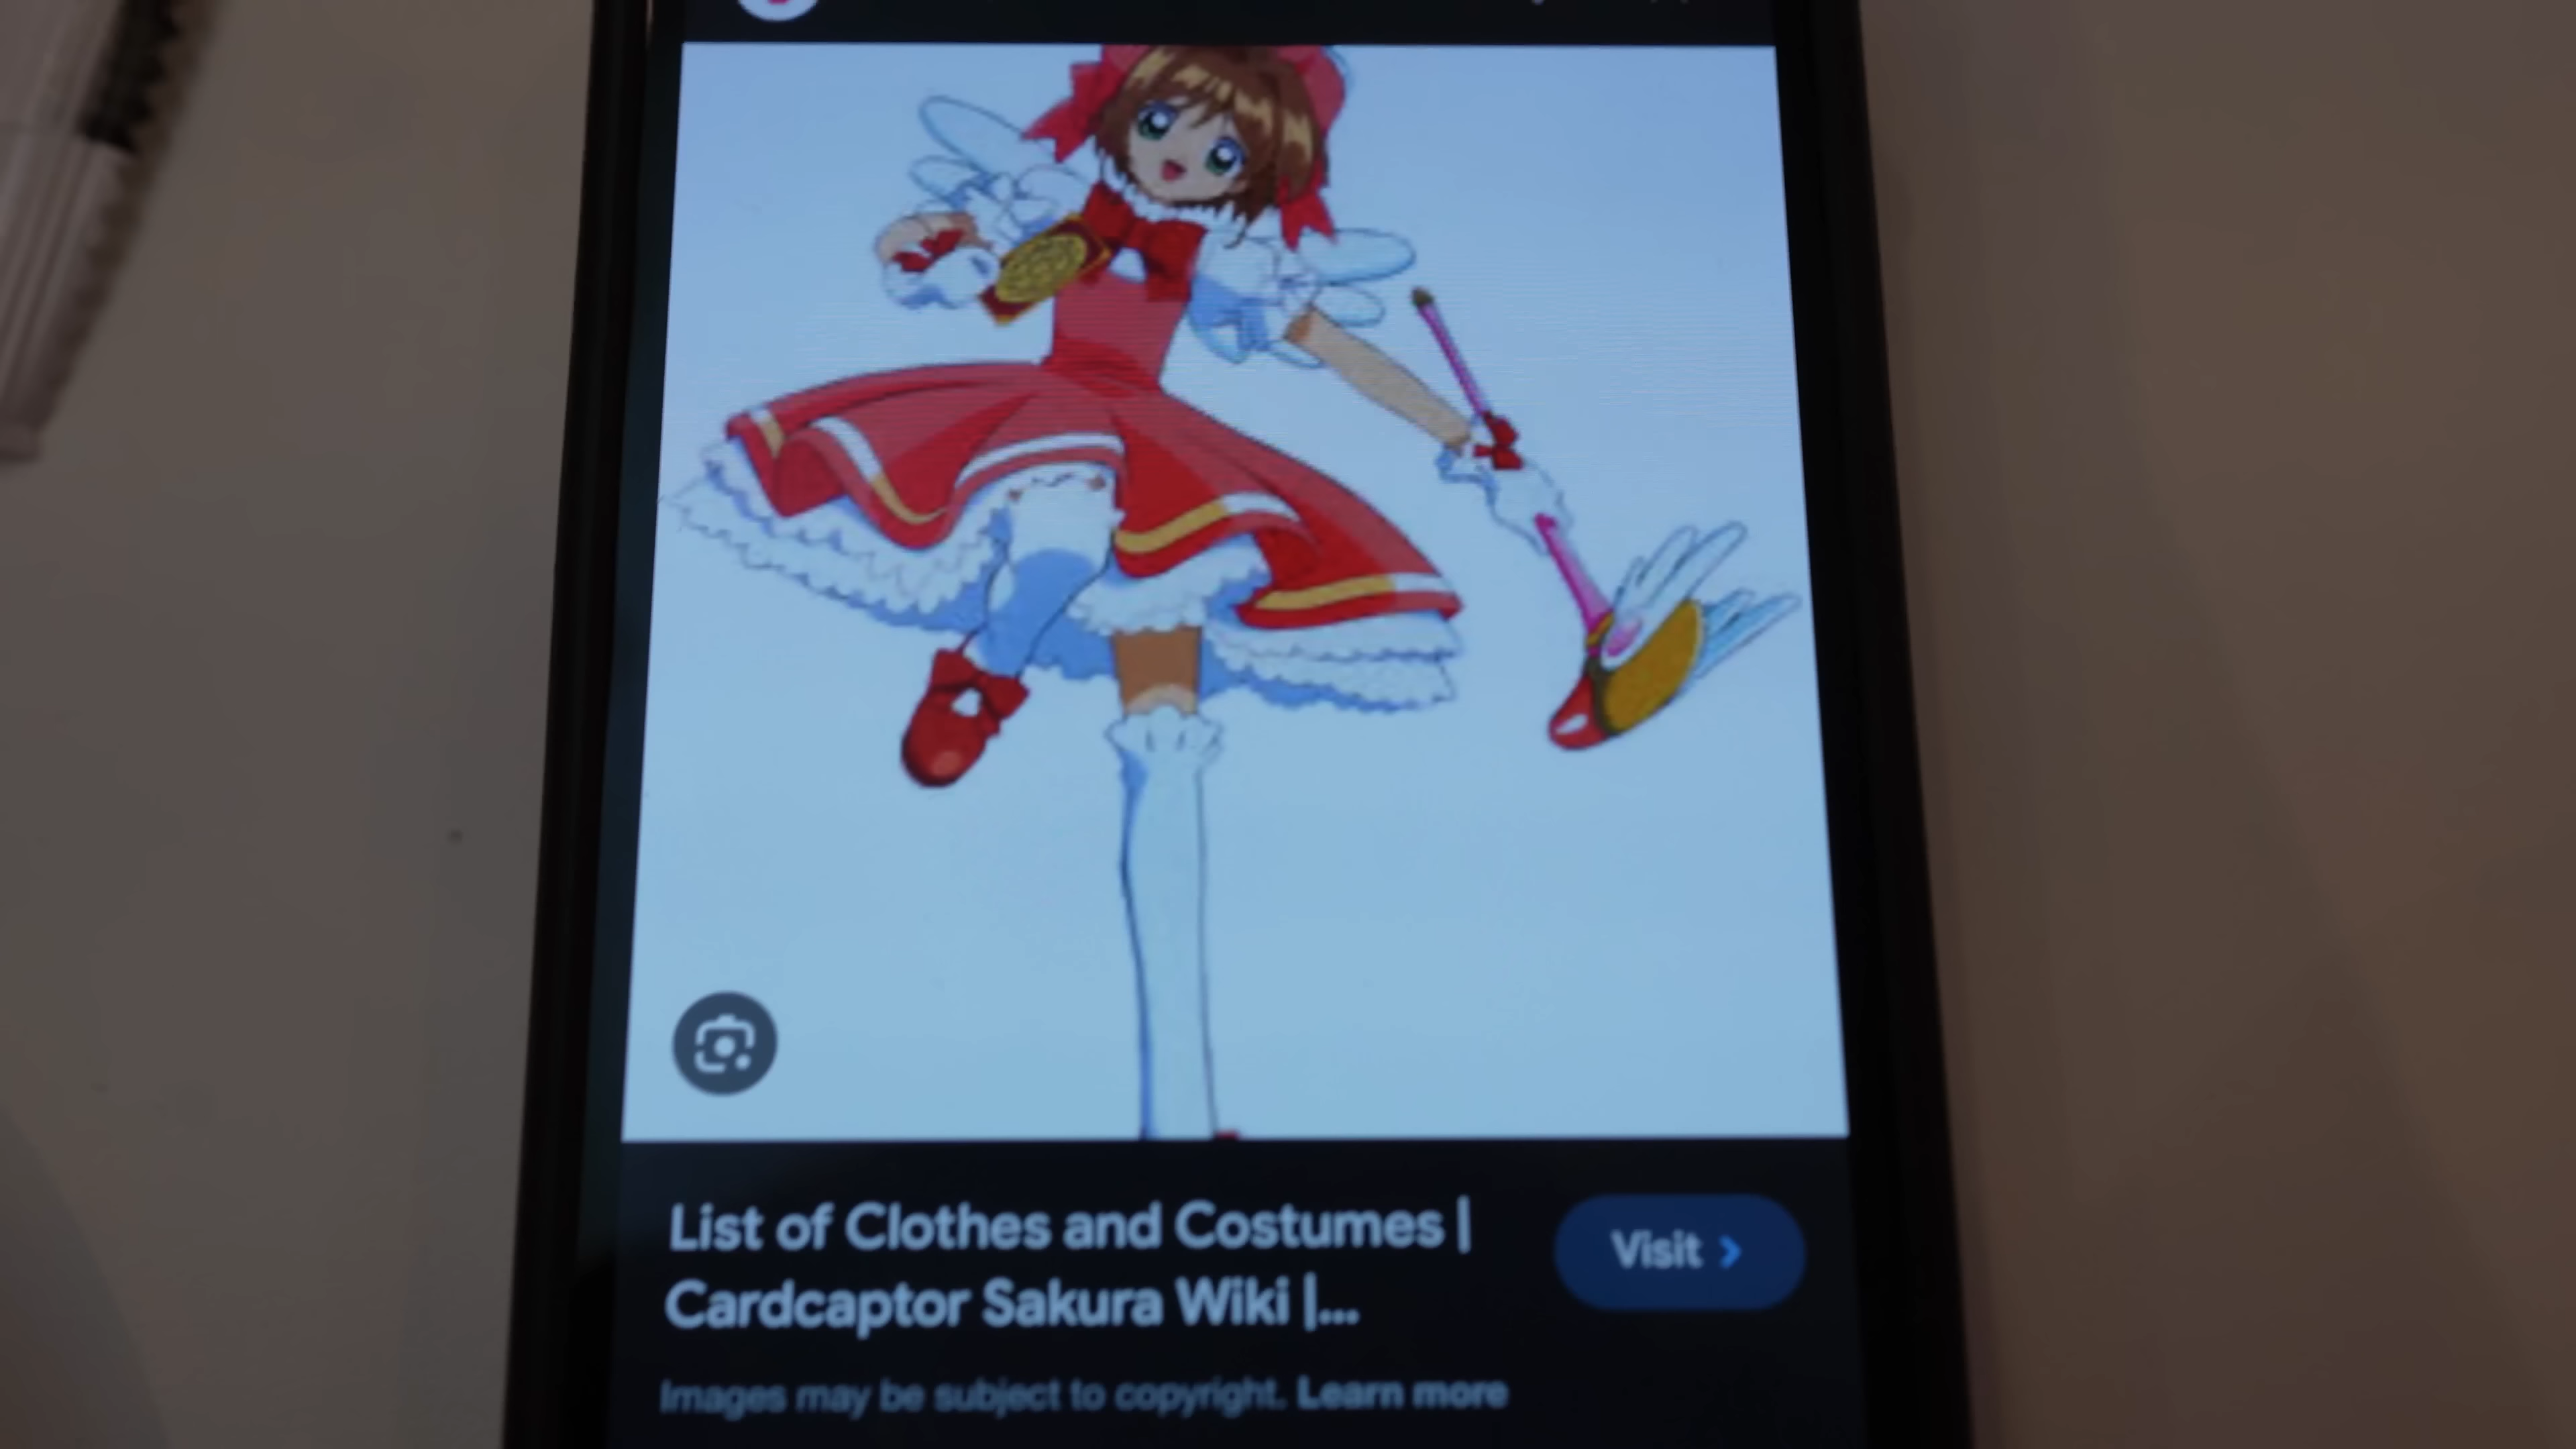 List of Clothes and Costumes |
Cardcaptor Sakura Wiki |...
Visit >
Images may be subject to copyright. Learn more